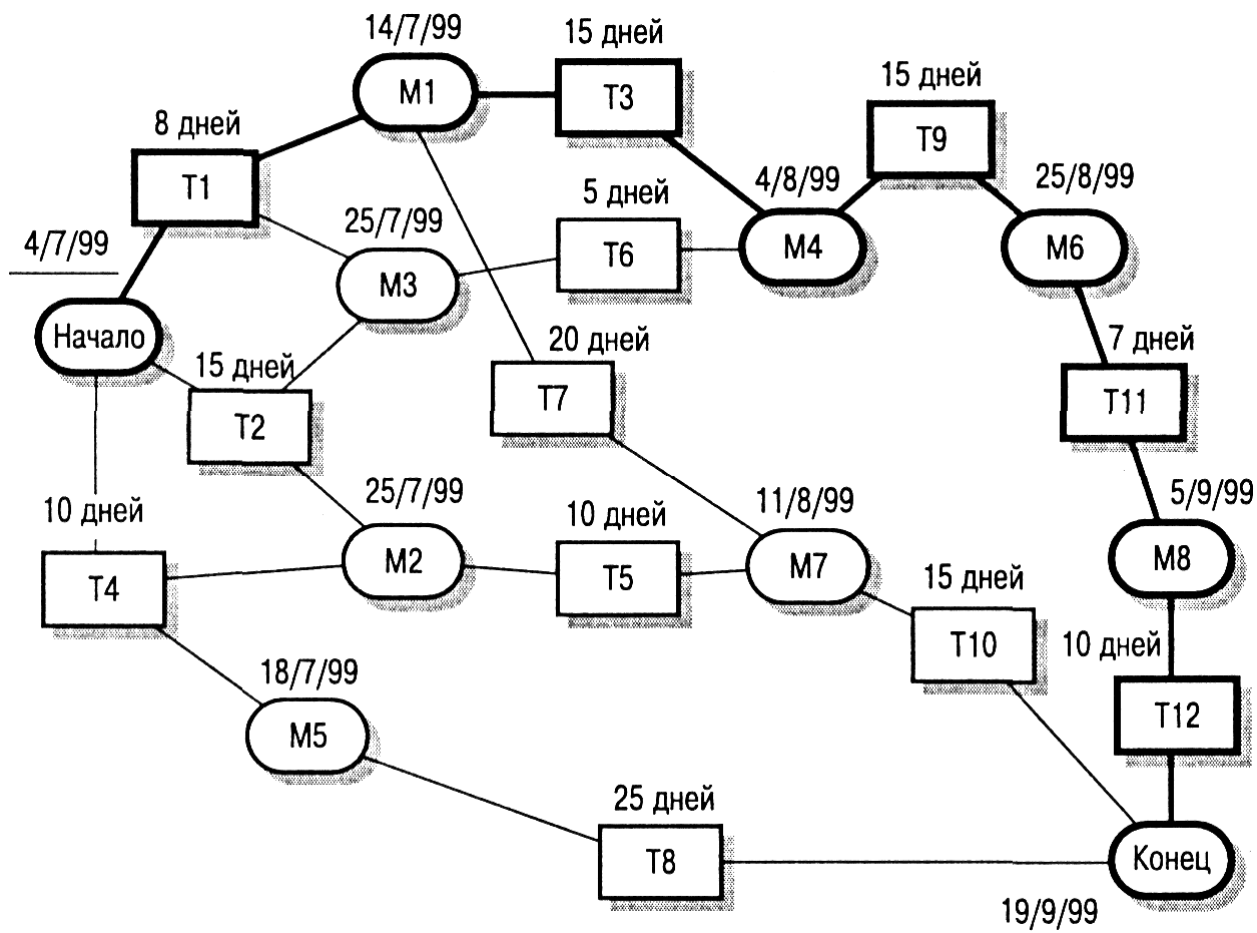 14/7/99
15 дней
M1
T3
15 дней
8 дней
T9
T1
4/8/99
25/8/99
5 дней
25/7/99
4/7/99
T6
M4
M6
M3
Начало
20 дней
7 дней
15 дней
T7
T11
T2
25/7/99
5/9/99
10 дней
10 дней
11/8/99
M2
M7
M8
T4
T5
15 дней
T10
10 дней
18/7/99
T12
M5
25 дней
T8
Конец
19/9/99